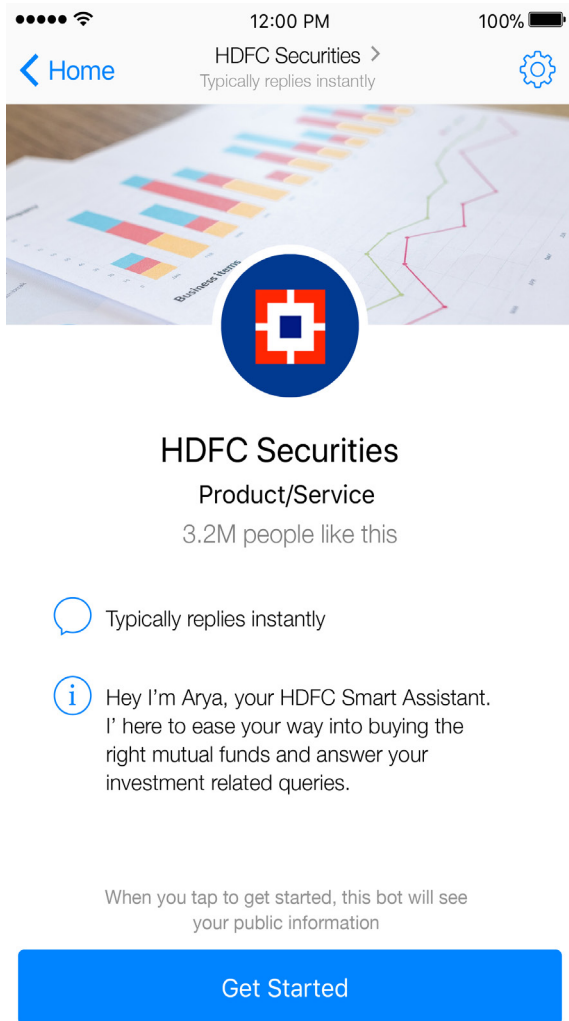 12:00 PM
100%
Home
HDFC Securities
Typically replies instantly
Business items
HDFC Securities
Product/Service
3.2M people like this
Typically replies instantly
Hey I'm Arya, your HDFC Smart Assistant.
I' here to ease your way into buying the
right mutual funds and answer your
investment related queries.
When you tap to get started, this bot will see
your public information
Get Started